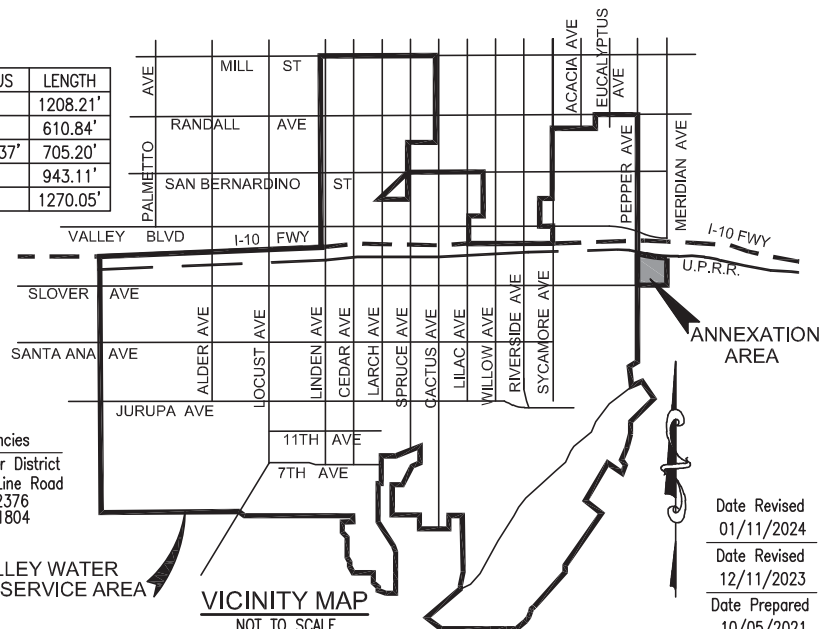 US LENGTH
1208.21'
610.84'
37' 705.20'
943.11'
1270.05'
AVE
MILL ST
ACACIA AVE
EUCALYPTUS AVE
RANDALL AVE
PALMETTO
SAN BERNARDINO ST
PEPPER AVE
MERIDIAN AVE
VALLEY BLVD
I-10 FWY
I-10 FWY
U.P.R.R.
SLOVER AVE
SANTA ANA AVE
ALDER AVE
LOCUST AVE
LINDEN AVE
CEDAR AVE
LARCH AVE
SPRUCE AVE
CACTUS AVE
LILAC AVE
WILLOW AVE
RIVERSIDE AVE
SYCAMORE AVE
ANNEXATION
AREA
JURUPA AVE
11TH AVE
7TH AVE
ncies
r District
Line Road
2376
1804
LLEY WATER
SERVICE AREA
VICINITY MAP
NOT TO SCALE
Date Revised
01/11/2024
Date Revised
12/11/2023
Date Prepared
10/05/2021